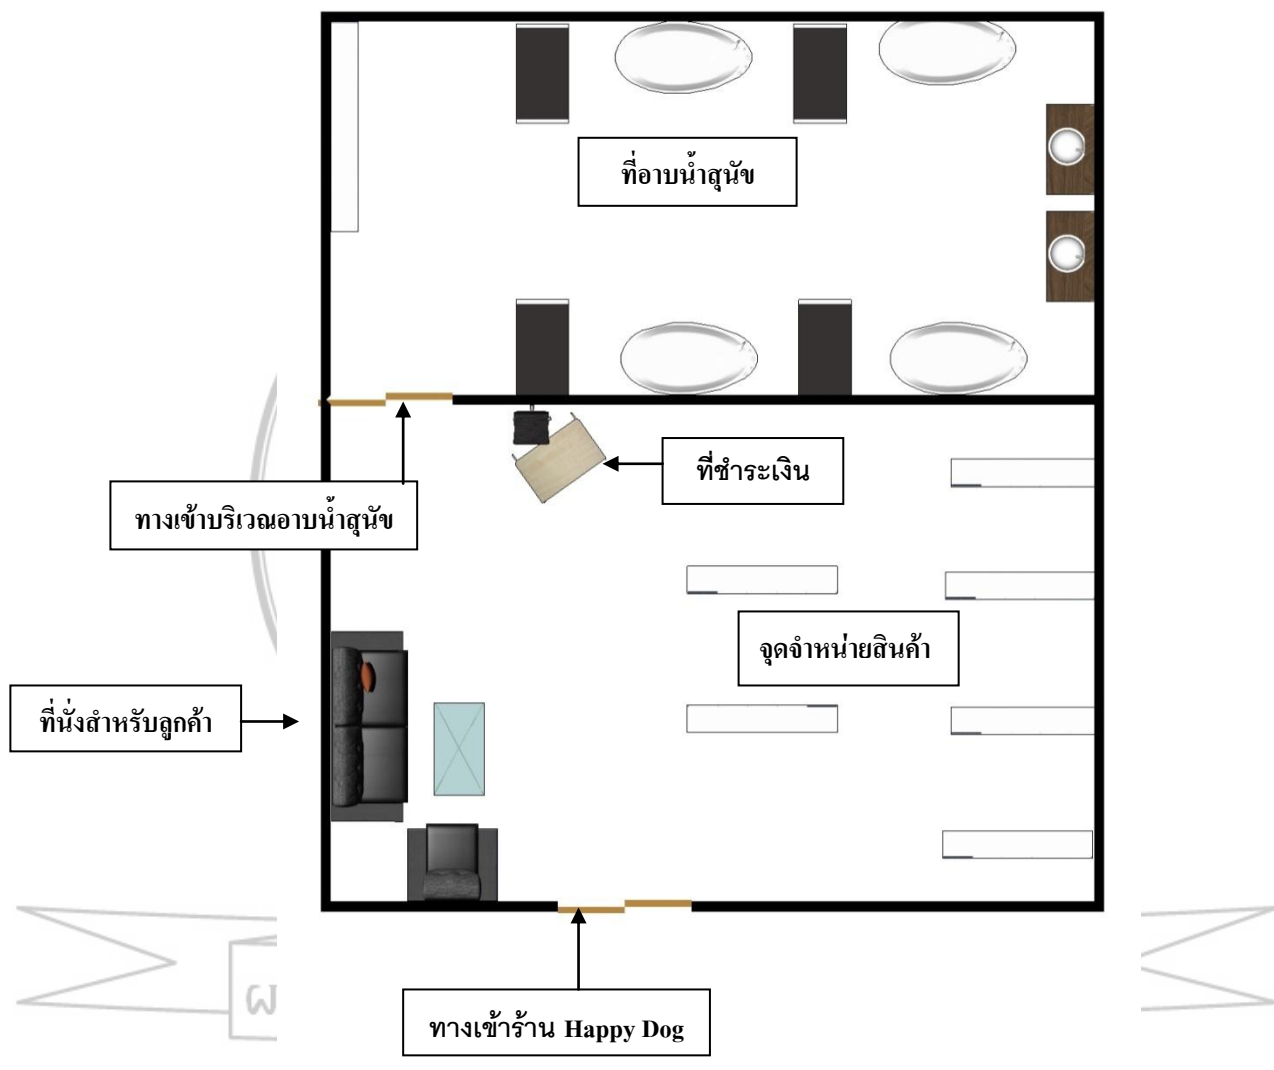 ที่อาบน้ำสุนัข
ที่ชำระเงิน
ทางเข้าบริเวณอาบน้ำสุนัข
จุดจำหน่ายสินค้า
ที่นั่งสำหรับลูกค้า
ทางเข้าร้าน Happy Dog